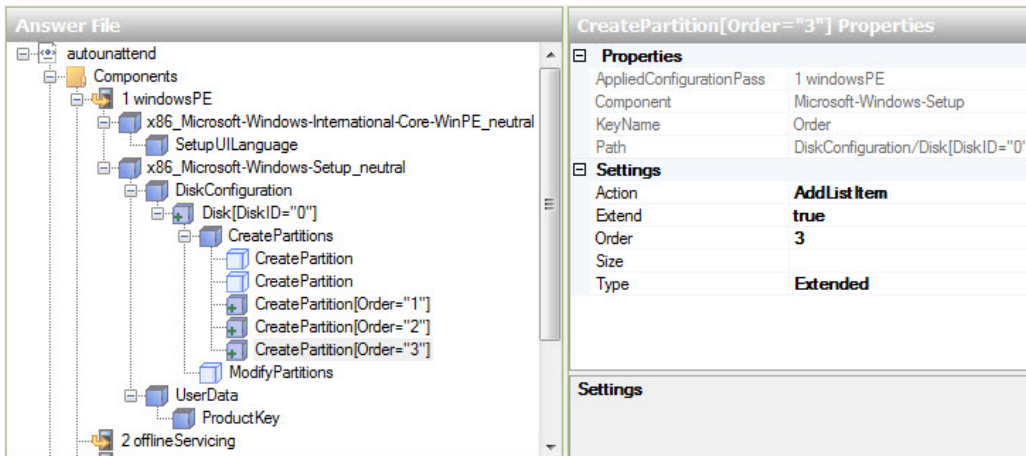 Answer File
autounattend
Components
1 windowsPE
x86_Microsoft-Windows-International-Core-WinPE_neutral
SetupUILanguage
x86_Microsoft-Windows-Setup_neutral
DiskConfiguration
Disk[DiskID="0"]
CreatePartitions
CreatePartition
CreatePartition
CreatePartition[Order="1"]
CreatePartition[Order="2"]
CreatePartition[Order="3"]
ModifyPartitions
UserData
ProductKey
2 offlineServicing
CreatePartition[Order="3"] Properties
Properties
AppliedConfigurationPass 1 windowsPE
Component Microsoft-Windows-Setup
KeyName Order
Path DiskConfiguration/Disk[DiskID="0"
Settings
Action AddListItem
Extend true
Order 3
Size
Type Extended
Settings